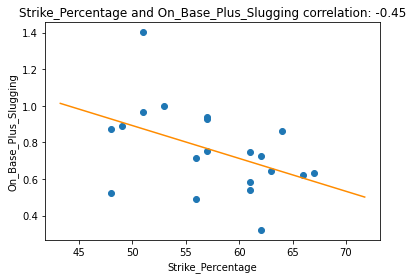 Strike_Percentage and On_Base_Plus_Slugging correlation: -0.45
On_Base_Plus_Slugging
1.4
1.2
1.0
0.8
0.6
0.4
45 50 55 60 65 70
Strike_Percentage